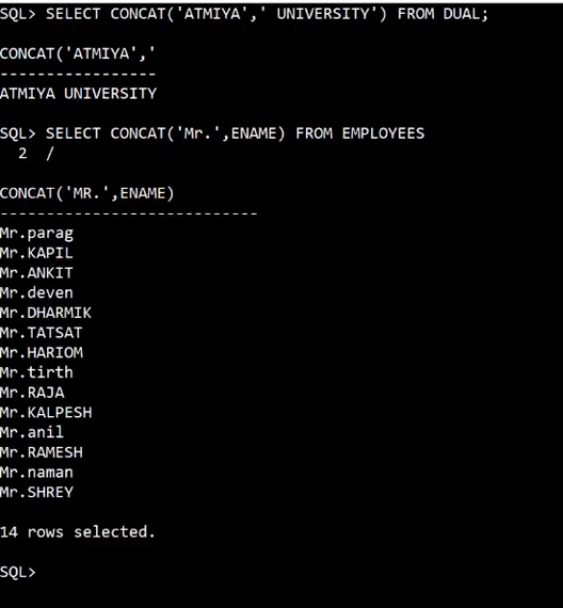 SQL> SELECT CONCAT('ATMIYA',' UNIVERSITY') FROM DUAL;
CONCAT('ATMIYA','
-----------------
ATMIYA UNIVERSITY
SQL> SELECT CONCAT('Mr.',ENAME) FROM EMPLOYEES
  2  /
CONCAT('MR.',ENAME)
----------------------------
Mr.parag
Mr.KAPIL
Mr.ANKIT
Mr.deven
Mr.DHARMIK
Mr.TATSAT
Mr.HARIOM
Mr.tirth
Mr.RAJA
Mr.KALPESH
Mr.anil
Mr.RAMESH
Mr.naman
Mr.SHREY
14 rows selected.
SQL>